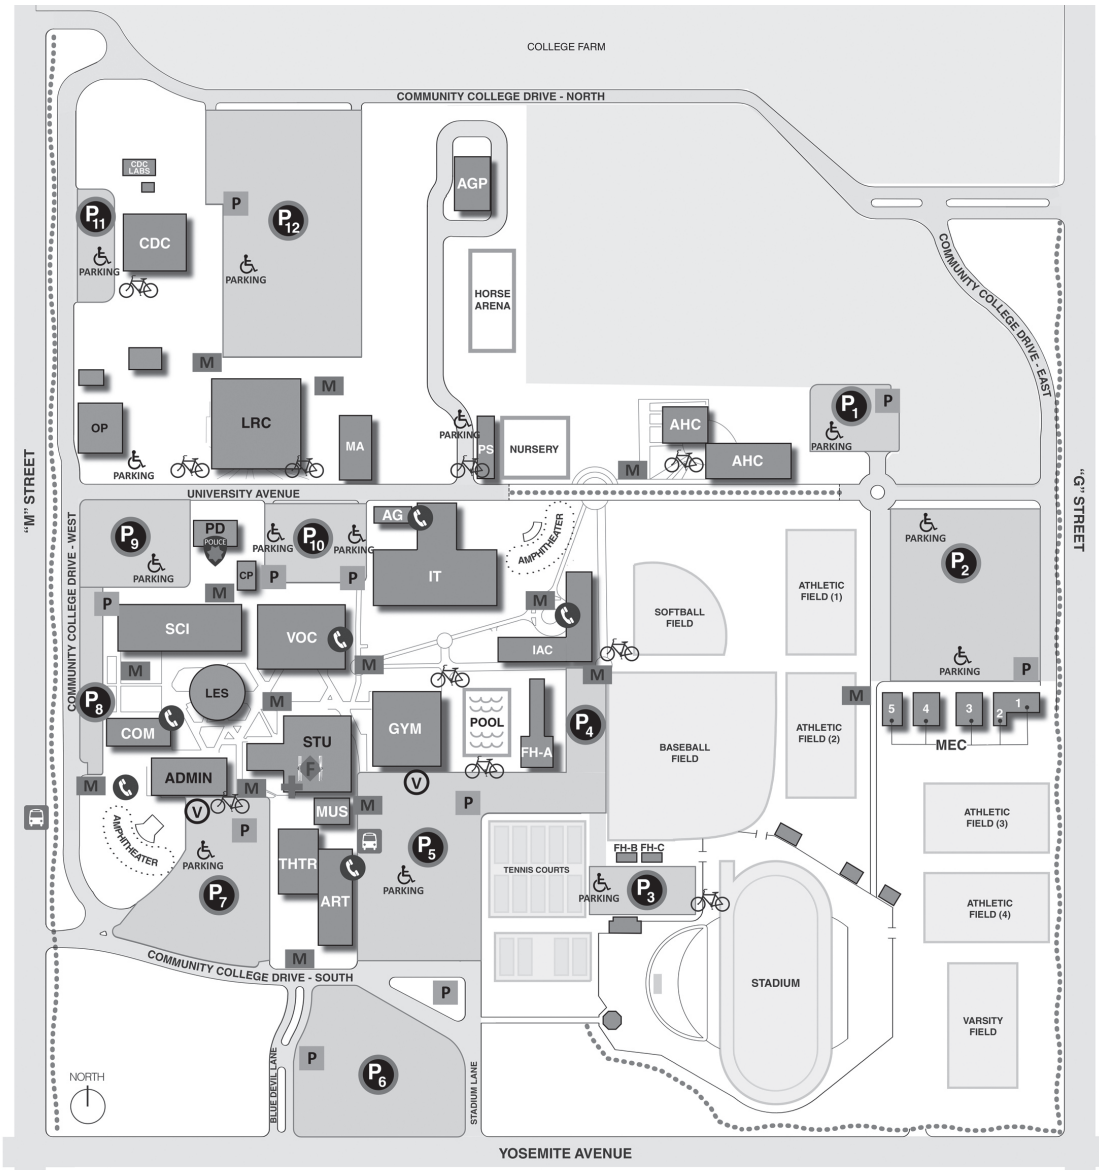 COLLEGE FARM
COMMUNITY COLLEGE DRIVE - NORTH
CDC
LABS
AGP
P11
P
P12
CDC
PARKING
PARKING
COMMUNITY COLLEGE DRIVE - EAST
HORSE
ARENA
M
M
P1
P
OP
LRC
MA
PARKING
PS
NURSERY
AHC
AHC
PARKING
PARKING
M
"M" STREET
"G" STREET
UNIVERSITY AVENUE
COMMUNITY COLLEGE DRIVE - WEST
P9
PARKING
PD
POLICE
PARKING
P10
PARKING
AG
IT
AMPHITHEATER
PARKING
P2
PARKING
P
CP
P
P
M
P
SCI
VOC
M
IAC
SOFTBALL
FIELD
ATHLETIC
FIELD (1)
M
M
M
P8
LES
M
COM
GYM
POOL
FH-A
P4
BASEBALL
FIELD
ATHLETIC
FIELD (2)
M
5
4
3
2
1
MEC
STU
F
ADMIN
M
M
V
V
MUS
M
P
AMPHITHEATER
P
PARKING
P7
THTR
ART
P5
PARKING
TENNIS COURTS
FH-B
FH-C
PARKING
P3
ATHLETIC
FIELD (3)
ATHLETIC
FIELD (4)
M
COMMUNITY COLLEGE DRIVE - SOUTH
P
STADIUM
VARSITY
FIELD
P
P6
BLUE DEVIL LANE
STADIUM LANE
NORTH
YOSEMITE AVENUE